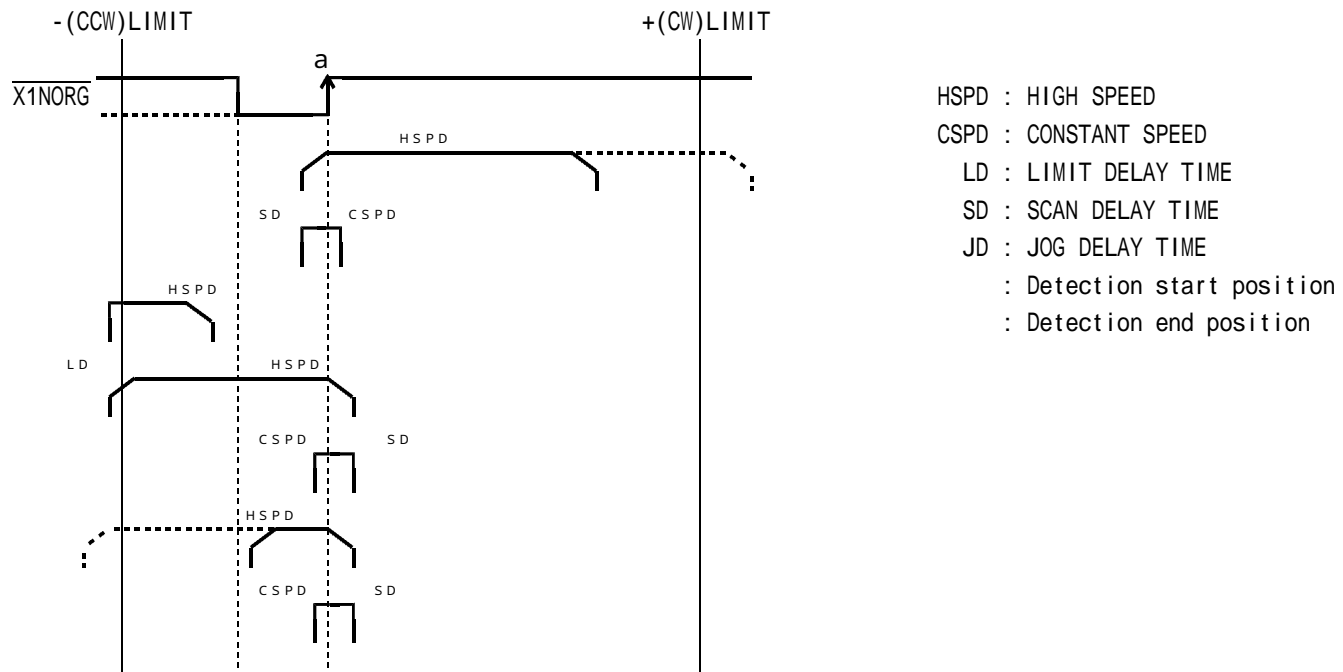 -(CCW)LIMIT
+(CW)LIMIT
a
X1NORG
HSPD
HSPD : HIGH SPEED
CSPD : CONSTANT SPEED
LD : LIMIT DELAY TIME
SD : SCAN DELAY TIME
JD : JOG DELAY TIME
: Detection start position
: Detection end position
SD CSPD
HSPD
LD HSPD
CSPD SD
HSPD
CSPD SD